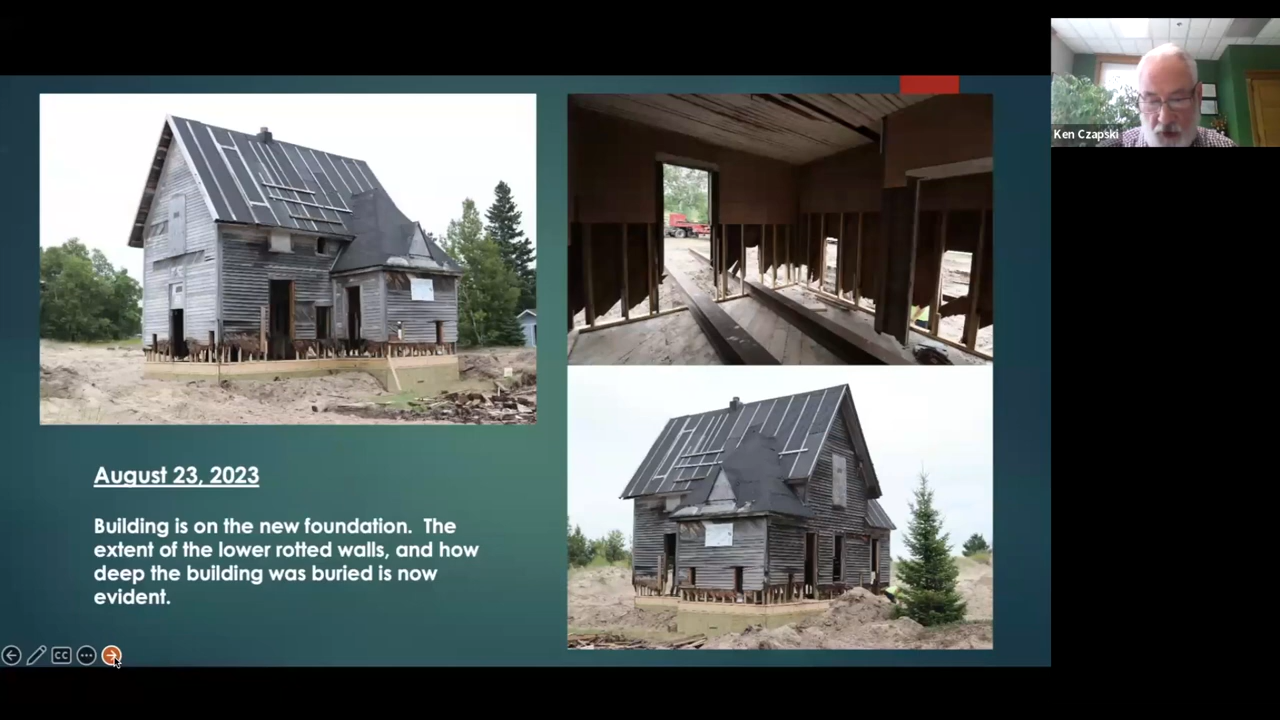 Ken Czapski
August 23, 2023
Building is on the new foundation. The
extent of the lower rotted walls, and how
deep the building was buried is now
evident.
CC